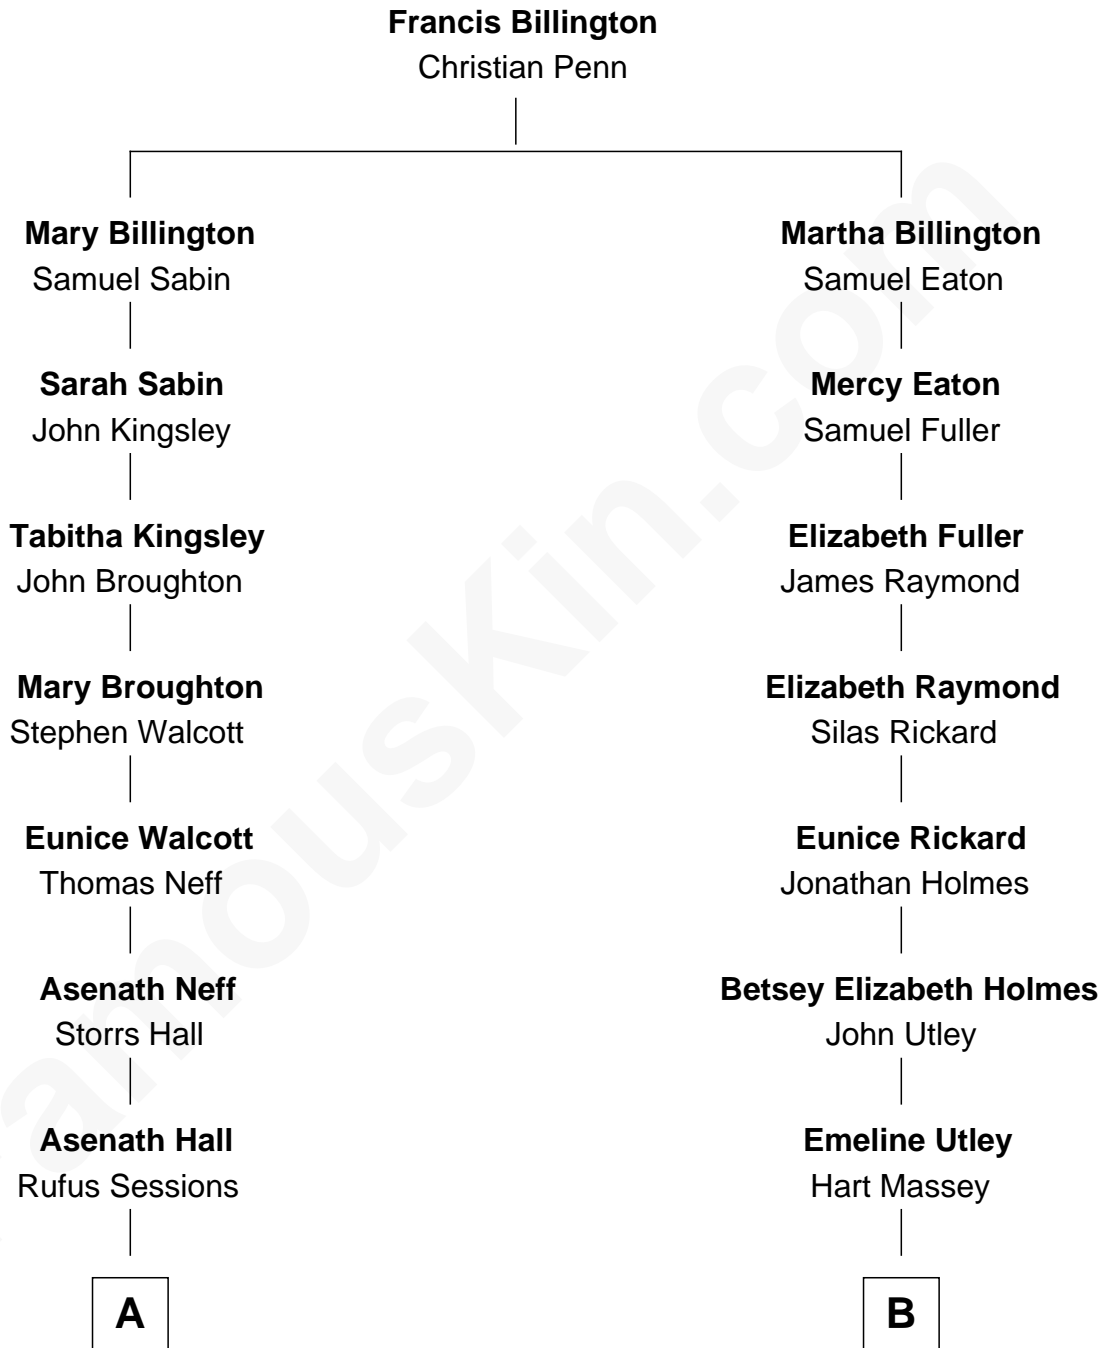 Francis Billington
Christian Penn
Mary Billington
Samuel Sabin
Martha Billington
Samuel Eaton
Sarah Sabin
John Kingsley
Mercy Eaton
Samuel Fuller
Tabitha Kingsley
John Broughton
Elizabeth Fuller
James Raymond
Mary Broughton
Stephen Walcott
Elizabeth Raymond
Silas Rickard
Eunice Walcott
Thomas Neff
Eunice Rickard
Jonathan Holmes
Asenath Neff
Storrs Hall
Betsey Elizabeth Holmes
John Utley
Asenath Hall
Rufus Sessions
Emeline Utley
Hart Massey
A
B
amouskin.com